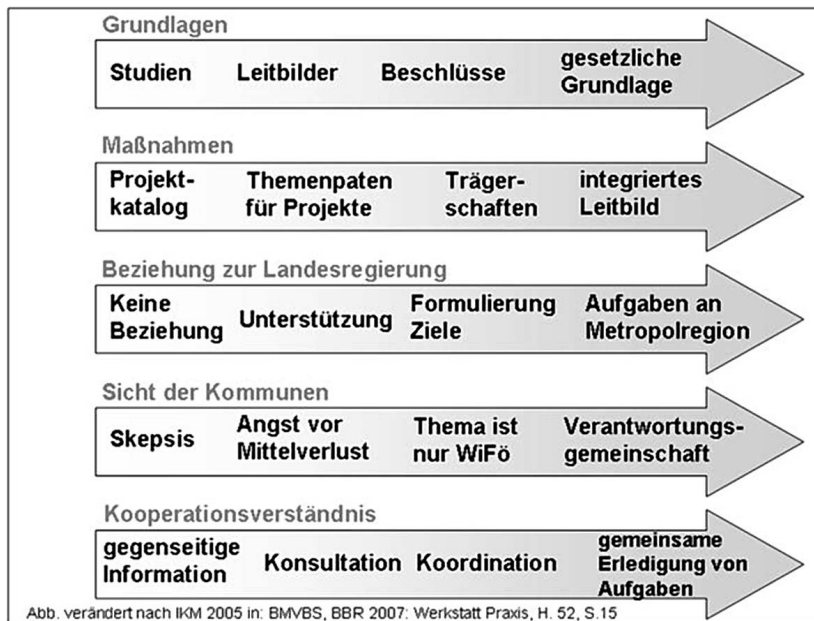 Grundlagen
Studien Leitbilder Beschlüsse gesetzliche
Grundlage
Maßnahmen
Projekt- Themenpaten Träger- integriertes
katalog für Projekte schaften Leitbild
Beziehung zur Landesregierung
Keine Unterstützung Formulierung Aufgaben an
Beziehung Ziele Metropolregion
Sicht der Kommunen
Skepsis Angst vor Thema ist Verantwortungs-
Mittelverlust nur WiFö gemeinschaft
Kooperationsverständnis
gegenseitige Konsultation Koordination gemeinsame
Information Erledigung von
Aufgaben
Abb. verändert nach IKM 2005 in: BMVBS, BBR 2007: Werkstatt Praxis, H. 52, S.15